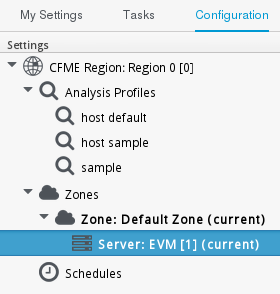 My Settings Tasks Configuration
Settings
CFME Region: Region 0 [0]
Analysis Profiles
host default
host sample
sample
Zones
Zone: Default Zone (current)
Server: EVM [1] (current)
Schedules